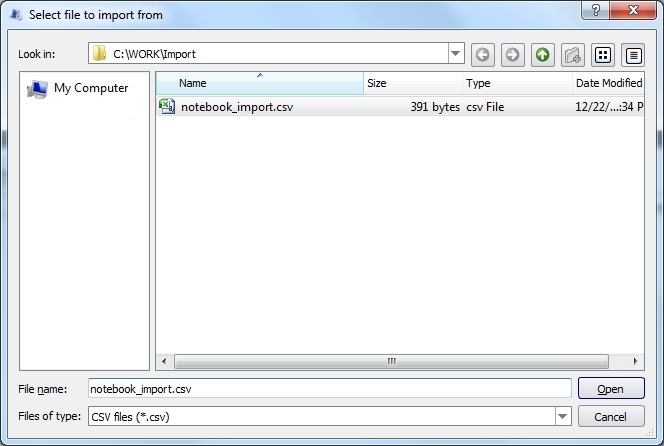 Select file to import from
Look in: C:\WORK\Import
My Computer
Name Size Type Date Modified
notebook_import.csv 391 bytes csv File 12/22/...:34 P
File name: notebook_import.csv Open
Files of type: CSV files (*.csv) Cancel